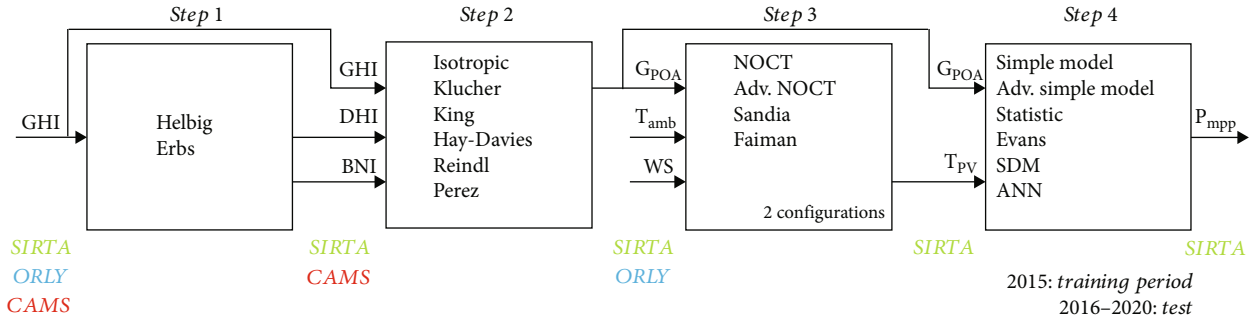 Step 1
Step 2
Step 3
Step 4
GHI
Helbig
Erbs
GHI
DHI
BNI
Isotropic
Klucher
King
Hay-Davies
Reindl
Perez
G_POA
T_amb
WS
NOCT
Adv. NOCT
Sandia
Faiman
2 configurations
G_POA
T_PV
Simple model
Adv. simple model
Statistic
Evans
SDM
ANN
P_mpp
SIRTA
ORLY
CAMS
SIRTA
CAMS
SIRTA
ORLY
SIRTA
SIRTA
2015: training period
2016–2020: test